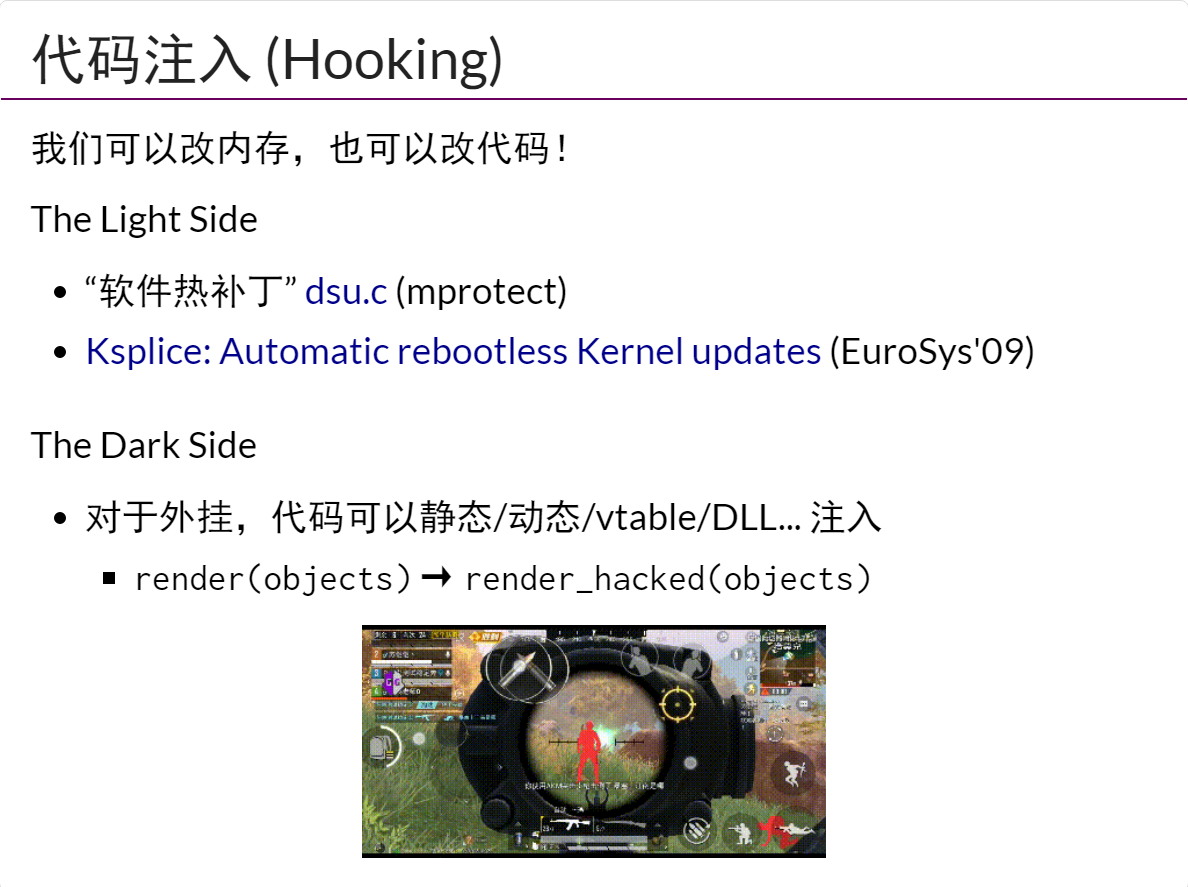 代码注入 (Hooking)
我们可以改内存，也可以改代码！
The Light Side
“软件热补丁” dsu.c (mprotect)
Ksplice: Automatic rebootless Kernel updates (EuroSys'09)
The Dark Side
对于外挂，代码可以静态/动态/vtable/DLL... 注入
render(objects) → render_hacked(objects)